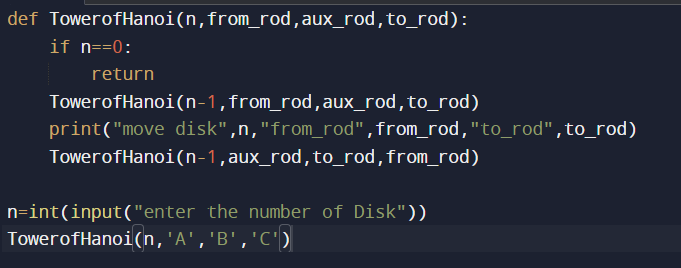 def TowerofHanoi(n,from_rod,aux_rod,to_rod):
    if n==0:
        return
    TowerofHanoi(n-1,from_rod,aux_rod,to_rod)
    print("move disk",n,"from_rod",from_rod,"to_rod",to_rod)
    TowerofHanoi(n-1,aux_rod,to_rod,from_rod)

n=int(input("enter the number of Disk"))
TowerofHanoi(n,'A','B','C')